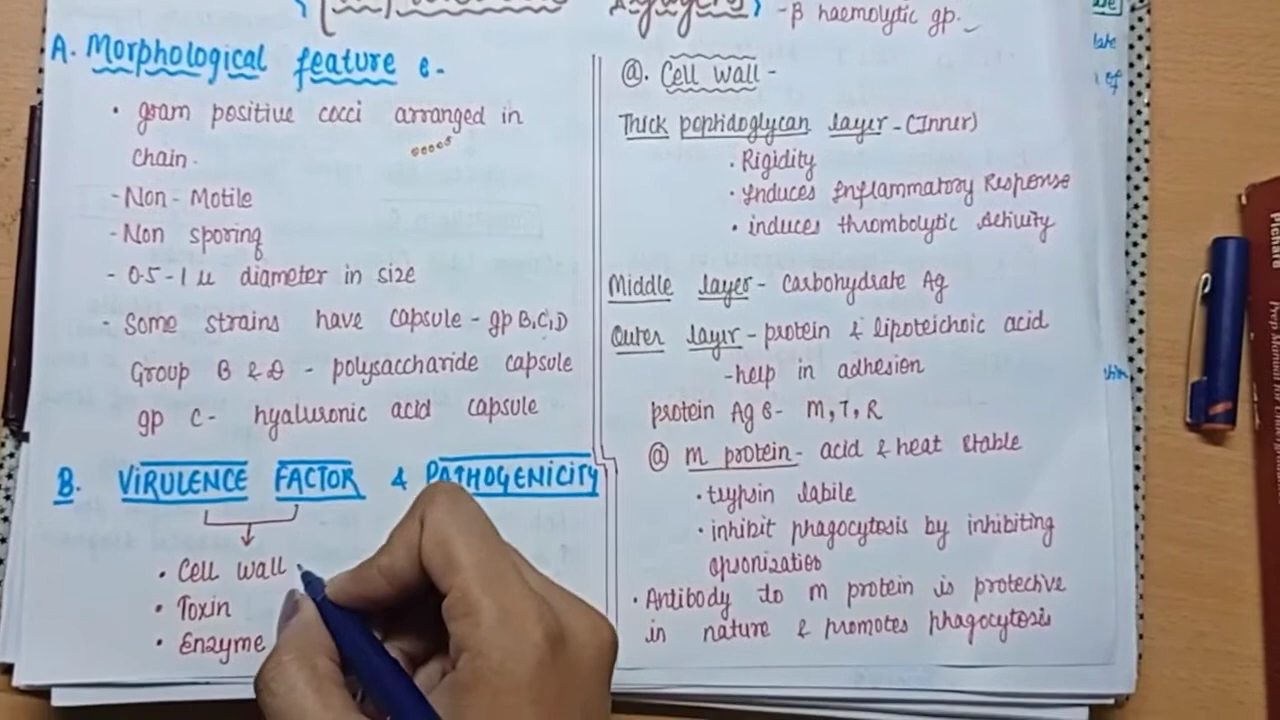 - β haemolytic gp.
A. Morphological feature :-
• gram positive cocci arranged in
chain.
- Non - Motile
- Non sporing
- 0.5 - 1 µ diameter in size
- Some strains have capsule - gp B, C, D
Group B & D - polysaccharide capsule
gp C - hyaluronic acid capsule
B. VIRULENCE FACTOR & PATHOGENICITY
• Cell wall
• Toxin
• Enzyme
@. Cell wall -
Thick peptidoglycan layer - (Inner)
• Rigidity
• Induces Inflammatory Response
• induces thrombolytic Activity
Middle layer - Carbohydrate Ag
Outer layer - protein & lipoteichoic acid
- help in adhesion
protein Ag :- M, T, R
@ M protein - acid & heat stable
• trypsin labile
• inhibit phagocytosis by inhibiting
opsonization
• Antibody to M protein is protective
in nature & promotes phagocytosis